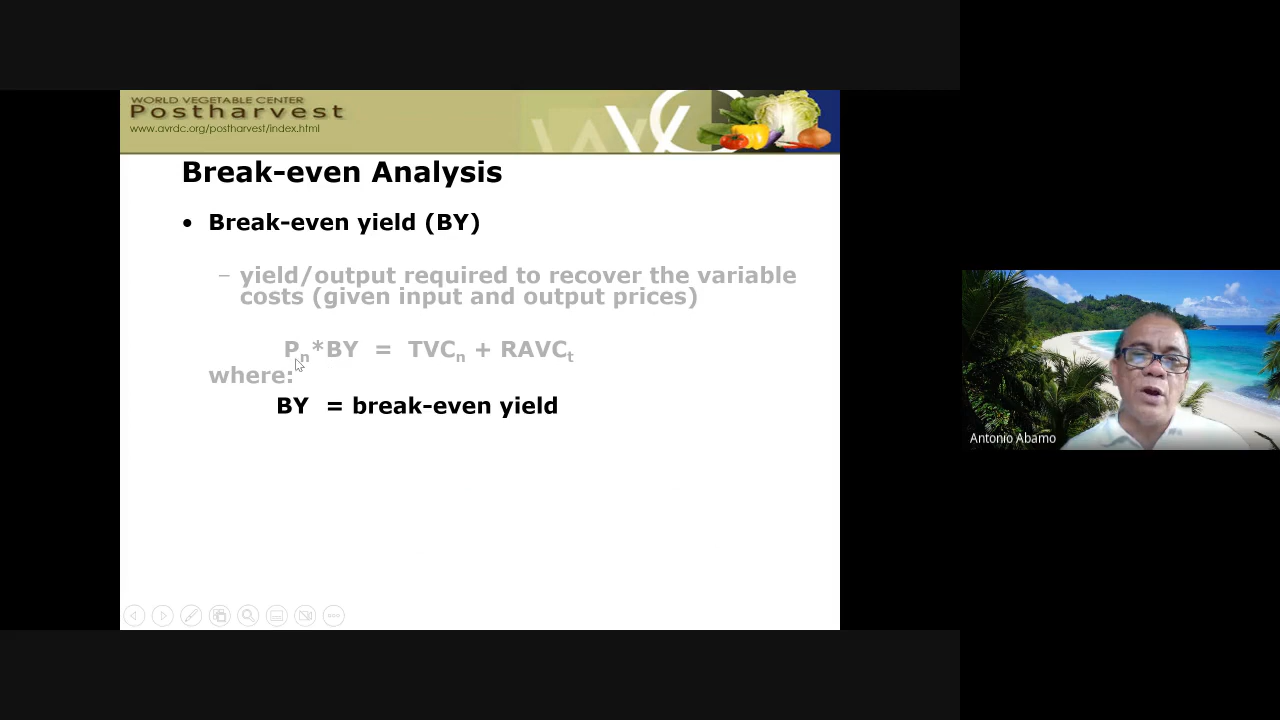 WORLD VEGETABLE CENTER
Postharvest
www.avrdc.org/postharvest/index.html
Break-even Analysis
• Break-even yield (BY)
– yield/output required to recover the variable
costs (given input and output prices)
Pn*BY = TVCn + RAVCt
where:
BY = break-even yield
Antonio Abamo